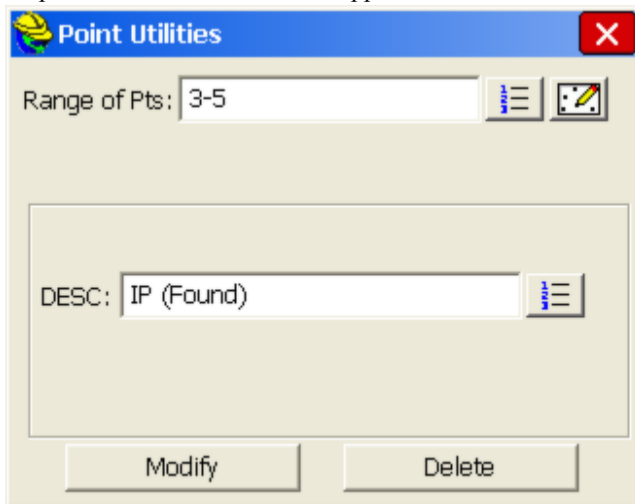 Point Utilities
Range of Pts: 3-5
DESC: IP (Found)
Modify Delete